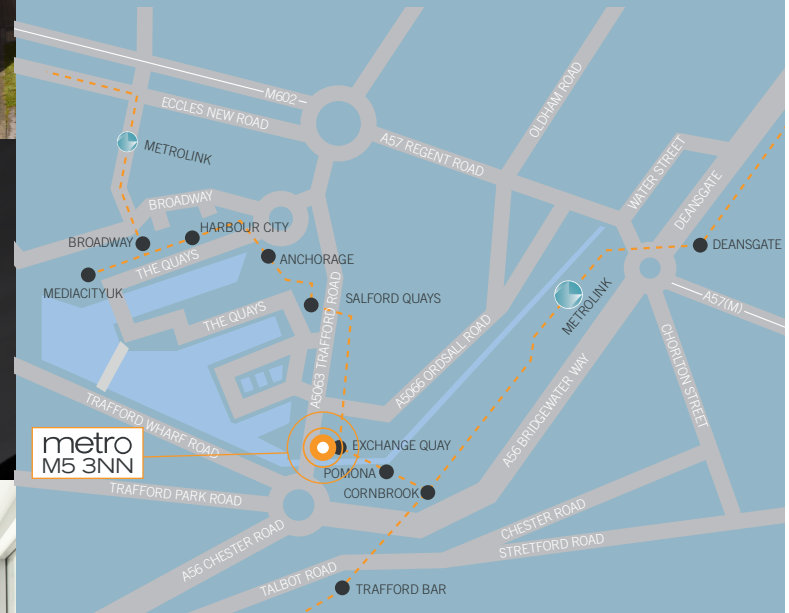 M602
ECCLES NEW ROAD
METROLINK
A57 REGENT ROAD
OLDHAM ROAD
WATER STREET
DEANSGATE
BROADWAY
HARBOUR CITY
BROADWAY
DEANSGATE
THE QUAYS
ANCHORAGE
MEDIACITYUK
SALFORD QUAYS
METROLINK
A57(M)
THE QUAYS
A5063 TRAFFORD ROAD
A5066 ORDSALL ROAD
CHORLTON STREET
A56 BRIDGEWATER WAY
TRAFFORD WHARF ROAD
metro
M5 3NN
EXCHANGE QUAY
POMONA
CORNBROOK
TRAFFORD PARK ROAD
CHESTER ROAD
STRETFORD ROAD
A56 CHESTER ROAD
TALBOT ROAD
TRAFFORD BAR